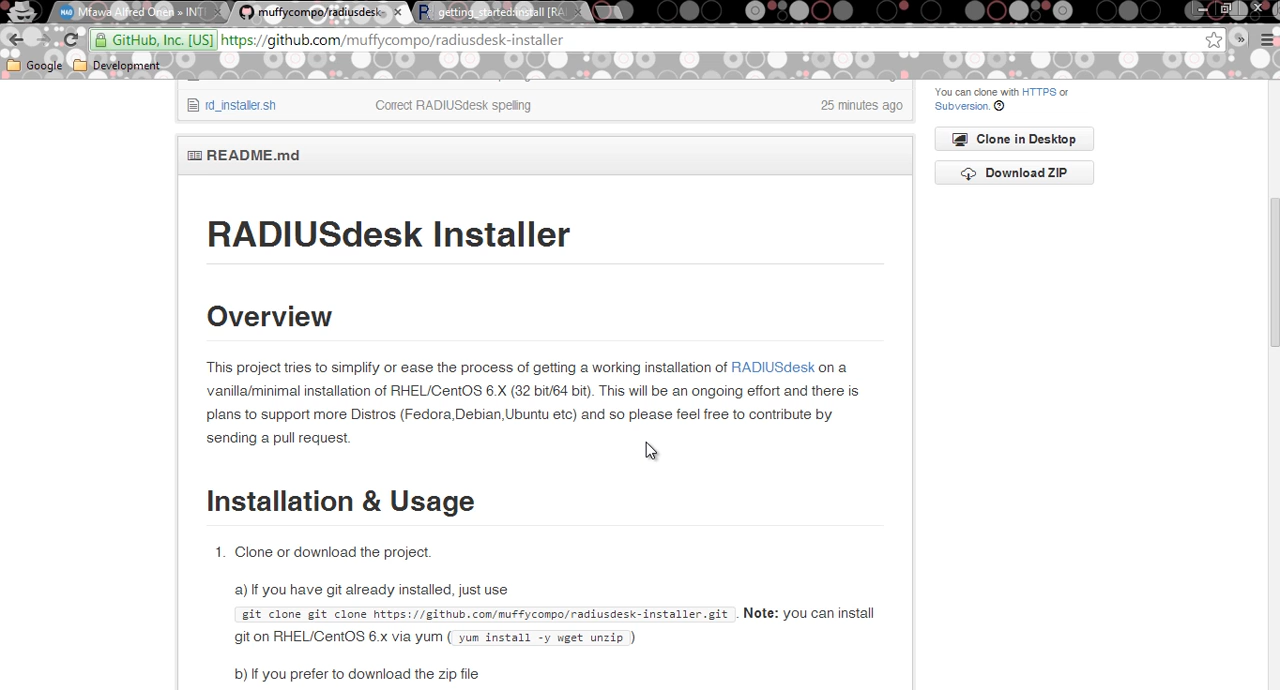 Mfawa Alfred Onen » INT
muffycompo/radiusdesk-
getting_started:install [RA
GitHub, Inc. [US] https://github.com/muffycompo/radiusdesk-installer
Google Development
rd_installer.sh Correct RADIUSdesk spelling 25 minutes ago
You can clone with HTTPS or
Subversion.
Clone in Desktop
Download ZIP
README.md
RADIUSdesk Installer
Overview
This project tries to simplify or ease the process of getting a working installation of RADIUSdesk on a
vanilla/minimal installation of RHEL/CentOS 6.X (32 bit/64 bit). This will be an ongoing effort and there is
plans to support more Distros (Fedora,Debian,Ubuntu etc) and so please feel free to contribute by
sending a pull request.
Installation & Usage
1. Clone or download the project.
a) If you have git already installed, just use
git clone git clone https://github.com/muffycompo/radiusdesk-installer.git . Note: you can install
git on RHEL/CentOS 6.x via yum ( yum install -y wget unzip )
b) If you prefer to download the zip file